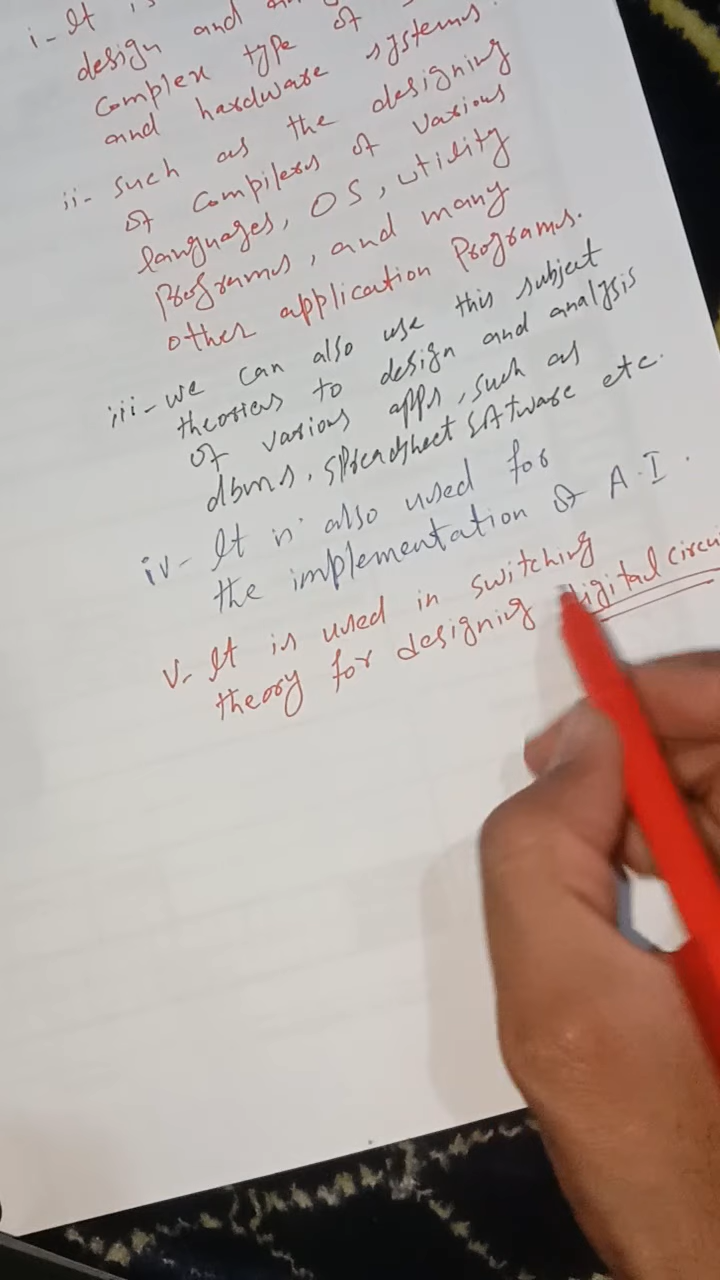 i- It is
design and
complex type of
and hardware systems.
ii- such as the designing
of compilers of various
languages, OS, utility
programs, and many
other application programs.
iii- we can also use this subject
theories to design and analysis
of various apps, such as
dbms, spreadsheet software etc.
iv- It is also used for
the implementation of A.I.
v- It is used in switching
theory for designing digital circu